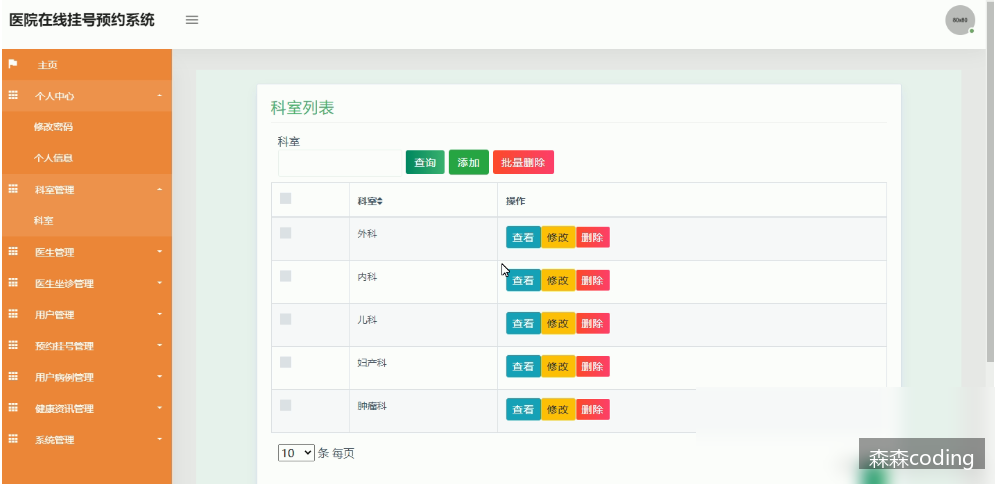 医院在线挂号预约系统
60x60
主页
个人中心
修改密码
个人信息
科室管理
科室
医生管理
医生坐诊管理
用户管理
预约挂号管理
用户病例管理
健康资讯管理
系统管理
科室列表
科室
查询 添加 批量删除
科室 操作
外科 查看 修改 删除
内科 查看 修改 删除
儿科 查看 修改 删除
妇产科 查看 修改 删除
肿瘤科 查看 修改 删除
10 条 每页
森森coding